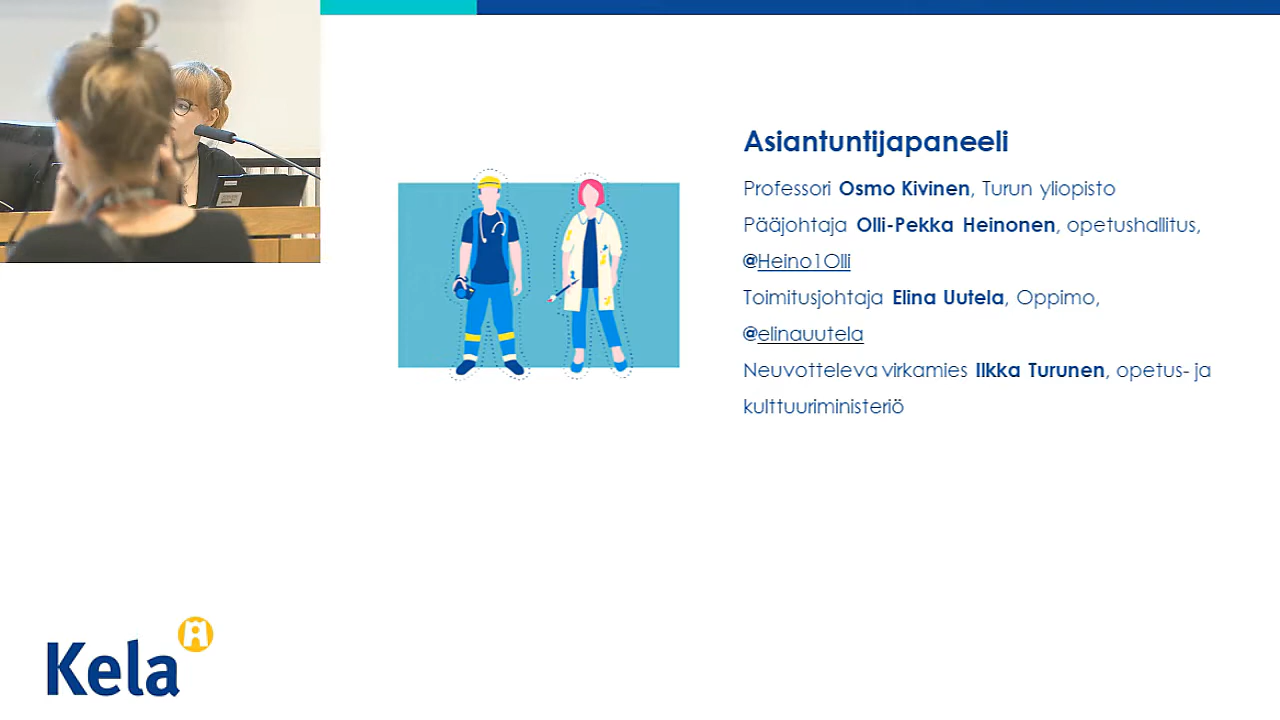 Asiantuntijapaneeli
Professori Osmo Kivinen, Turun yliopisto
Pääjohtaja Olli-Pekka Heinonen, opetushallitus,
@Heino1Olli
Toimitusjohtaja Elina Uutela, Oppimo,
@elinauutela
Neuvotteleva virkamies Ilkka Turunen, opetus- ja
kulttuuriministeriö
Kela